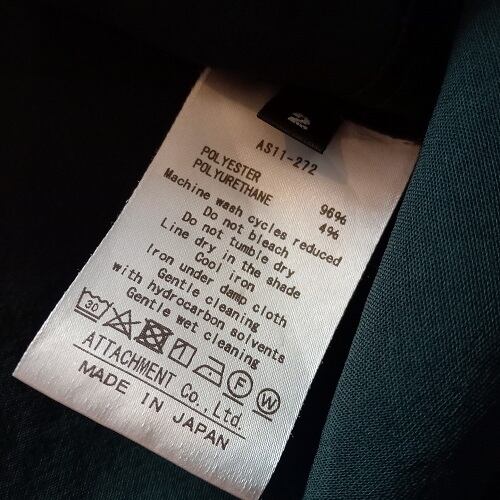 2
AS11-272
POLYESTER 96%
POLYURETHANE 4%
Machine wash cycles reduced
Do not bleach
Do not tumble dry
Line dry in the shade
Cool iron
Iron under damp cloth
Gentle cleaning
with hydrocarbon solvents
Gentle wet cleaning
30 F W
ATTACHMENT Co., Ltd.
MADE IN JAPAN